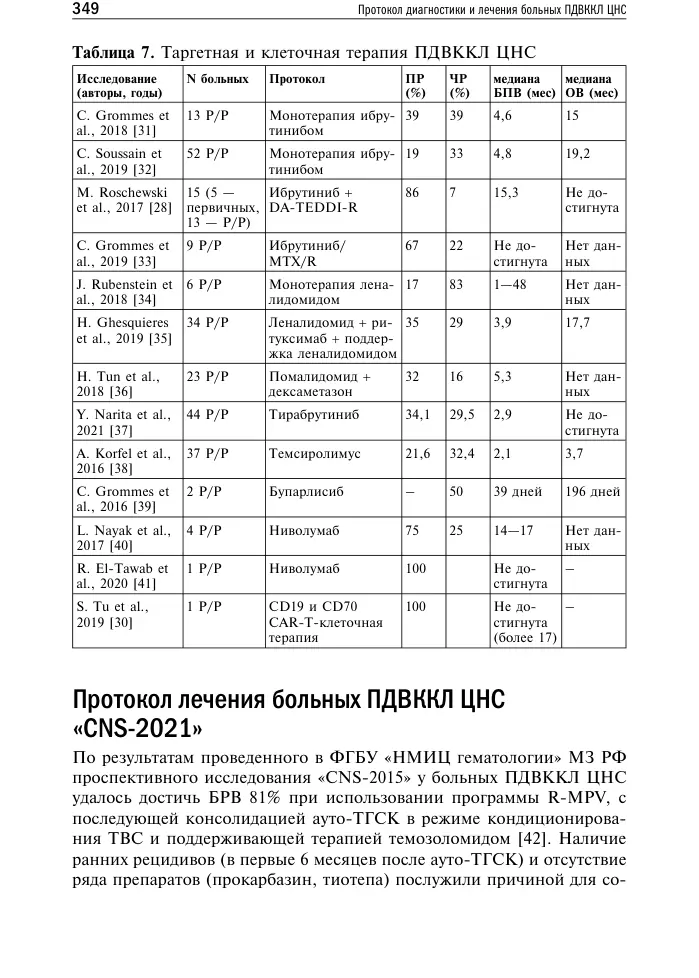 349
Протокол диагностики и лечения больных ПДВККЛ ЦНС
Таблица 7. Таргетная и клеточная терапия ПДВККЛ ЦНС
Исследование (авторы, годы) N больных Протокол ПР (%) ЧР (%) медиана БПВ (мес) медиана ОВ (мес)
C. Grommes et al., 2018 [31] 13 Р/Р Монотерапия ибру-тинибом 39 39 4,6 15
C. Soussain et al., 2019 [32] 52 Р/Р Монотерапия ибру-тинибом 19 33 4,8 19,2
M. Roschewski et al., 2017 [28] 15 (5 — первичных, 13 — Р/Р) Ибрутиниб + DA-TEDDI-R 86 7 15,3 Не до-стигнута
C. Grommes et al., 2019 [33] 9 Р/Р Ибрутиниб/ MTX/R 67 22 Не до-стигнута Нет дан-ных
J. Rubenstein et al., 2018 [34] 6 Р/Р Монотерапия лена-лидомидом 17 83 1—48 Нет дан-ных
H. Ghesquieres et al., 2019 [35] 34 Р/Р Леналидомид + ри-туксимаб + поддер-жка леналидомидом 35 29 3,9 17,7
H. Tun et al., 2018 [36] 23 Р/Р Помалидомид + дексаметазон 32 16 5,3 Нет дан-ных
Y. Narita et al., 2021 [37] 44 Р/Р Тирабрутиниб 34,1 29,5 2,9 Не до-стигнута
A. Korfel et al., 2016 [38] 37 Р/Р Темсиролимус 21,6 32,4 2,1 3,7
C. Grommes et al., 2016 [39] 2 Р/Р Бупарлисиб – 50 39 дней 196 дней
L. Nayak et al., 2017 [40] 4 Р/Р Ниволумаб 75 25 14—17 Нет дан-ных
R. El-Tawab et al., 2020 [41] 1 Р/Р Ниволумаб 100 Не до-стигнута –
S. Tu et al., 2019 [30] 1 Р/Р CD19 и CD70 CAR-T-клеточная терапия 100 Не до-стигнута (более 17) –
Протокол лечения больных ПДВККЛ ЦНС
«CNS-2021»
По результатам проведенного в ФГБУ «НМИЦ гематологии» МЗ РФ
проспективного исследования «CNS-2015» у больных ПДВККЛ ЦНС
удалось достичь БРВ 81% при использовании программы R-MPV, с
последующей консолидацией ауто-ТГСК в режиме кондиционирова-
ния ТВС и поддерживающей терапией темозоломидом [42]. Наличие
ранних рецидивов (в первые 6 месяцев после ауто-ТГСК) и отсутствие
ряда препаратов (прокарбазин, тиотепа) послужили причиной для со-